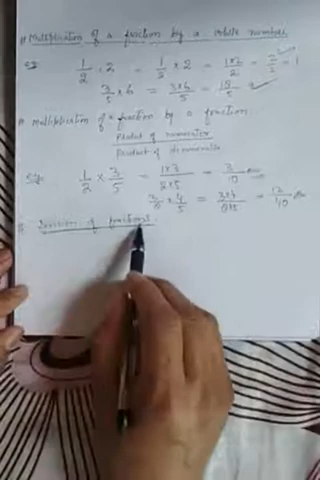 # Multiplication of a fraction by a whole number
eg: 1/2 × 2 = 1/2 × 2 = 1×2/2 = 2/2 = 1
3/5 × 6 = 3×6/5 = 18/5
# Multiplication of a fraction by a fraction
Product of numerator
Product of denominator
1/2 × 3/5 = 1×3/2×5 = 3/10 Ans
3/8 × 4/5 = 3×4/8×5 = 12/40 Ans
# Division of fractions